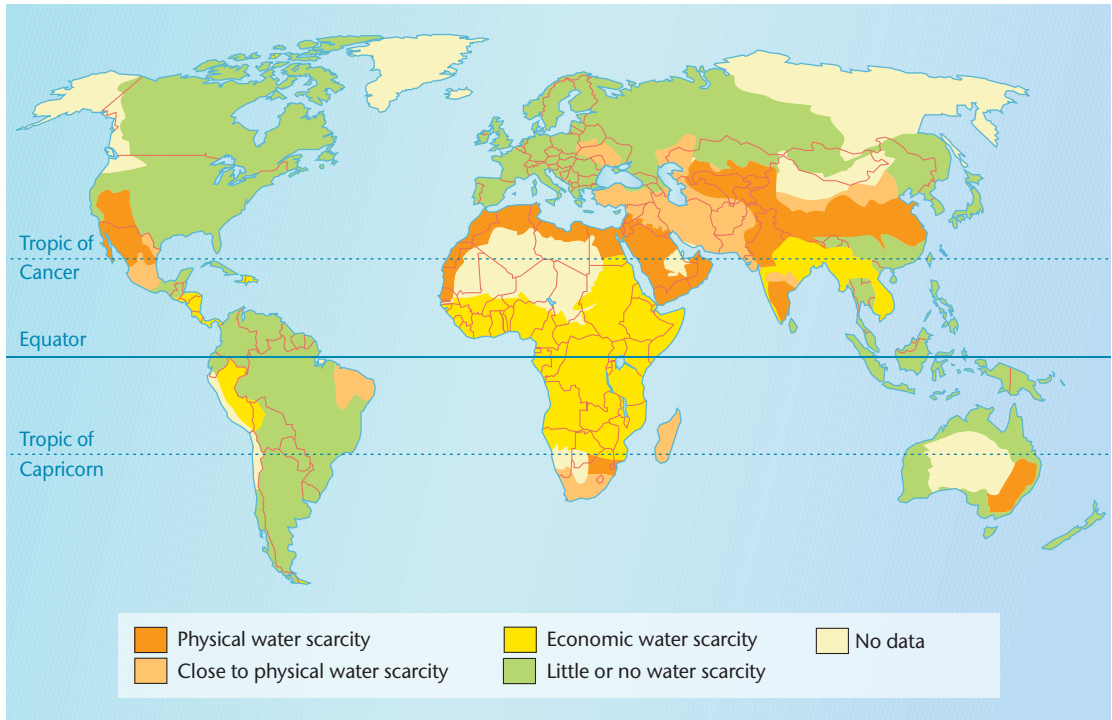 Tropic of
Cancer
Equator
Tropic of
Capricorn
Physical water scarcity
Close to physical water scarcity
Economic water scarcity
Little or no water scarcity
No data